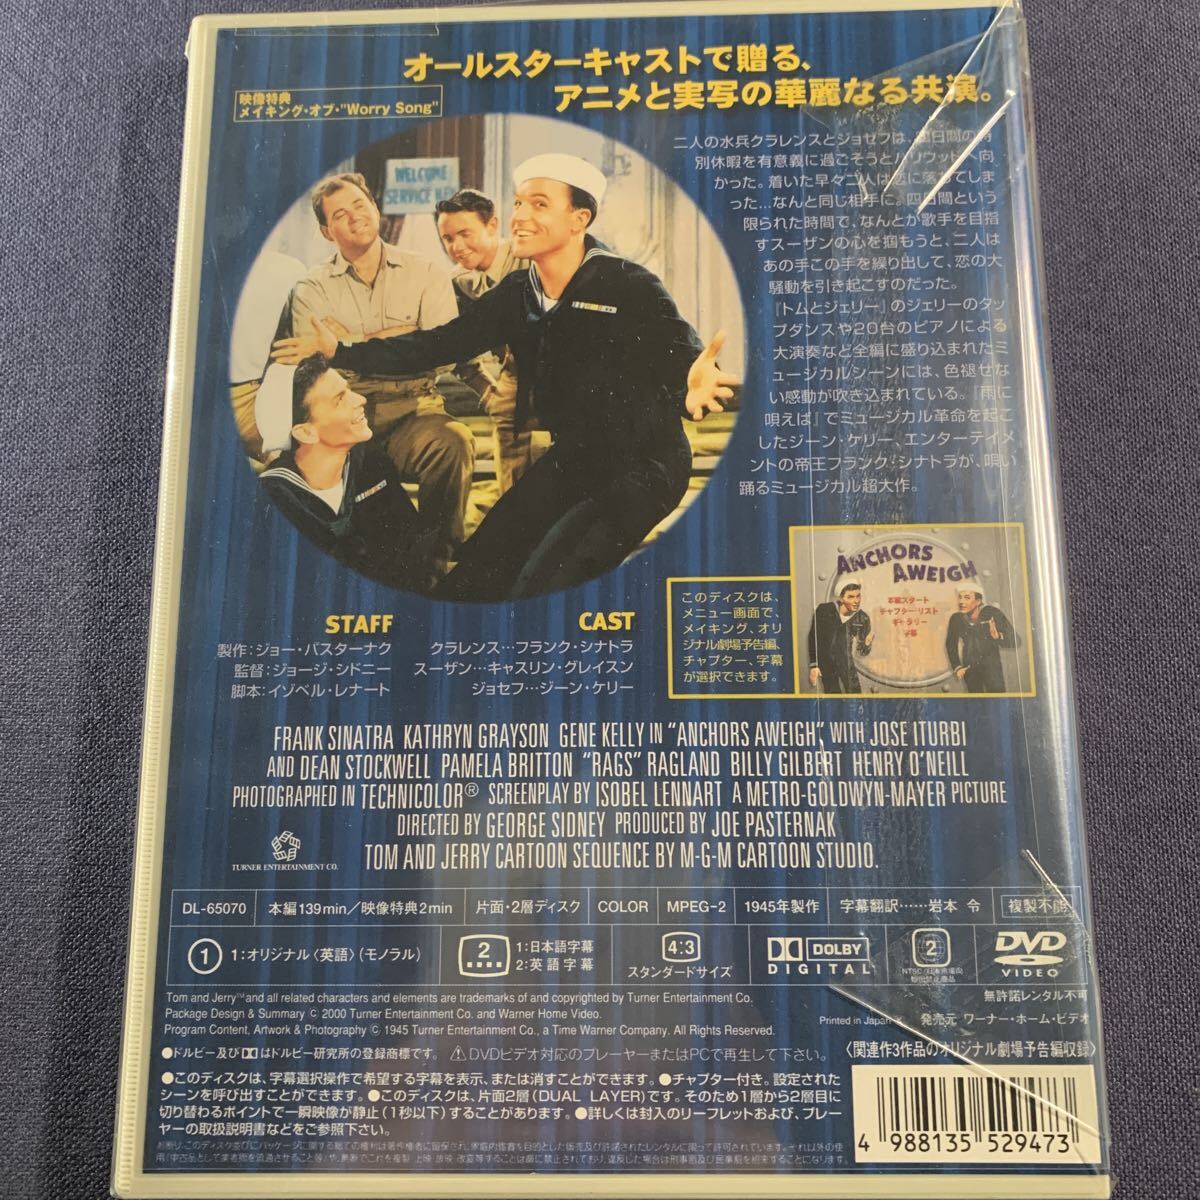 オールスターキャストで贈る、
アニメと実写の華麗なる共演。
映像特典
メイキング・オブ・"Worry Song"
WELCOME
二人の水兵クラレンスとジョセフは、四日間の特
別休暇を有意義に過ごそうとハリウッドへ向
かった。着いた早々二人は恋に落ちてしま
った…なんと同じ相手に。四日間という
限られた時間で、なんとか歌手を目指
すスーザンの心を掴もうと、二人は
あの手この手を繰り出して、恋の大
騒動を引き起こすのだった。
『トムとジェリー』のジェリーのタッ
プダンスや20台のピアノによる
大演奏など全編に盛り込まれたミ
ュージカルシーンには、色褪せな
い感動が吹き込まれている。『雨に
唄えば』でミュージカル革命を起こ
したジーン・ケリー、エンターテイメ
ントの帝王フランク・シナトラが、唄い
踊るミュージカル超大作。
このディスクは、
メニュー画面で、
メイキング、オリ
ジナル劇場予告編、
チャプター、字幕
が選択できます。
ANCHORS
AWEIGH
本編スタート
チャプター・リスト
ギャラリー
字幕
STAFF
製作：ジョー・パスターナク
監督：ジョージ・シドニー
脚本：イソベル・レナート
CAST
クラレンス…フランク・シナトラ
スーザン…キャスリン・グレイスン
ジョセフ…ジーン・ケリー
FRANK SINATRA KATHRYN GRAYSON GENE KELLY IN "ANCHORS AWEIGH", WITH JOSE ITURBI
AND DEAN STOCKWELL PAMELA BRITTON "RAGS" RAGLAND BILLY GILBERT HENRY O'NEILL
PHOTOGRAPHED IN TECHNICOLOR® SCREENPLAY BY ISOBEL LENNART A METRO-GOLDWYN-MAYER PICTURE
DIRECTED BY GEORGE SIDNEY PRODUCED BY JOE PASTERNAK
TOM AND JERRY CARTOON SEQUENCE BY M-G-M CARTOON STUDIO.
TURNER ENTERTAINMENT CO.
DL-65070 本編139min／映像特典2min 片面・2層ディスク COLOR MPEG-2 1945年製作 字幕翻訳……岩本 令 複製不能
1 1：オリジナル〈英語〉（モノラル）
2 1：日本語字幕
2：英語字幕
4:3
スタンダードサイズ
DOLBY
DIGITAL
2
NTSC 日本市場向
DVD
VIDEO
Tom and Jerry™and all related characters and elements are trademarks of and copyrighted by Turner Entertainment Co.
Package Design & Summary © 2000 Turner Entertainment Co. and Warner Home Video.
Program Content, Artwork & Photography © 1945 Turner Entertainment Co., a Time Warner Company. All Rights Reserved.
無許諾レンタル不可
Printed in Japan 発売元 ワーナー・ホーム・ビデオ
●ドルビー及びはドルビー研究所の登録商標です。 ⚠DVDビデオ対応のプレーヤーまたはPCで再生して下さい。
〈関連作3作品のオリジナル劇場予告編収録〉
●このディスクは、字幕選択操作で希望する字幕を表示、または消すことができます。●チャプター付き。設定された
シーンを呼び出すことができます。●このディスクは、片面2層（DUAL LAYER）です。そのため1層から2層目に
切り替わるポイントで一瞬映像が静止（1秒以下）することがあります。●詳しくは封入のリーフレットおよび、プレー
ヤーの取扱説明書などをご参照下さい。
4 988135 529473